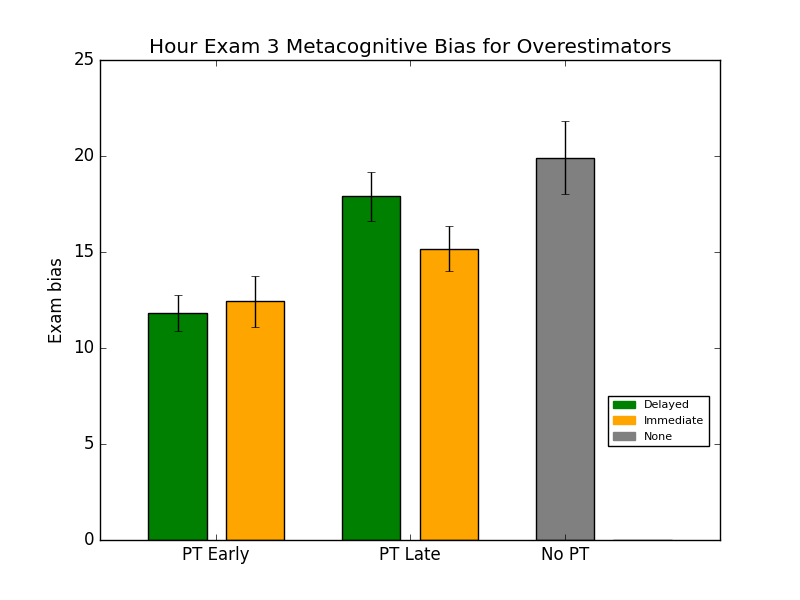 Hour Exam 3 Metacognitive Bias for Overestimators
25
20
15
10
5
0
Exam bias
PT Early
PT Late
No PT
Delayed
Immediate
None